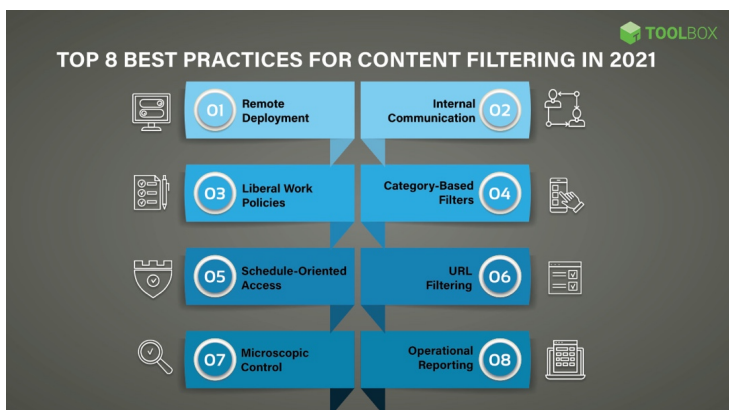 TOOLBOX
TOP 8 BEST PRACTICES FOR CONTENT FILTERING IN 2021
01
Remote
Deployment
Internal
Communication
02
03
Liberal Work
Policies
Category-Based
Filters
04
05
Schedule-Oriented
Access
URL
Filtering
06
07
Microscopic
Control
Operational
Reporting
08